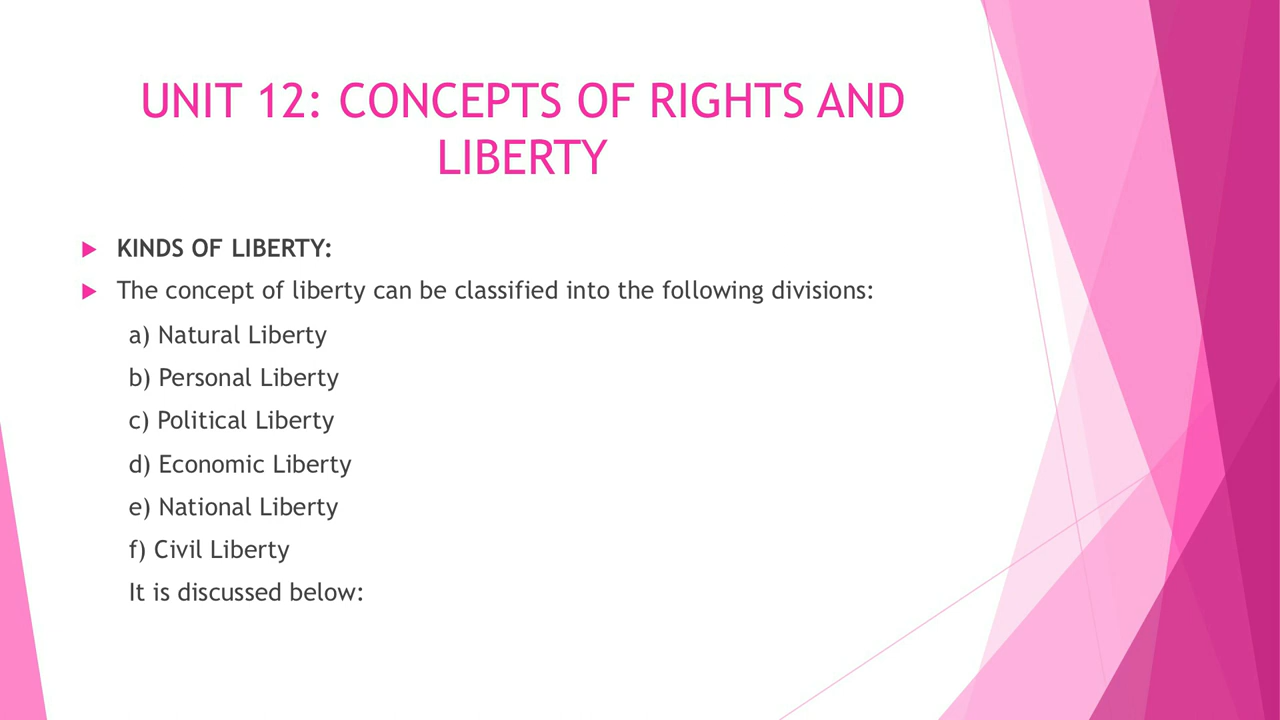 UNIT 12: CONCEPTS OF RIGHTS AND
LIBERTY
KINDS OF LIBERTY:
The concept of liberty can be classified into the following divisions:
a) Natural Liberty
b) Personal Liberty
c) Political Liberty
d) Economic Liberty
e) National Liberty
f) Civil Liberty
It is discussed below: